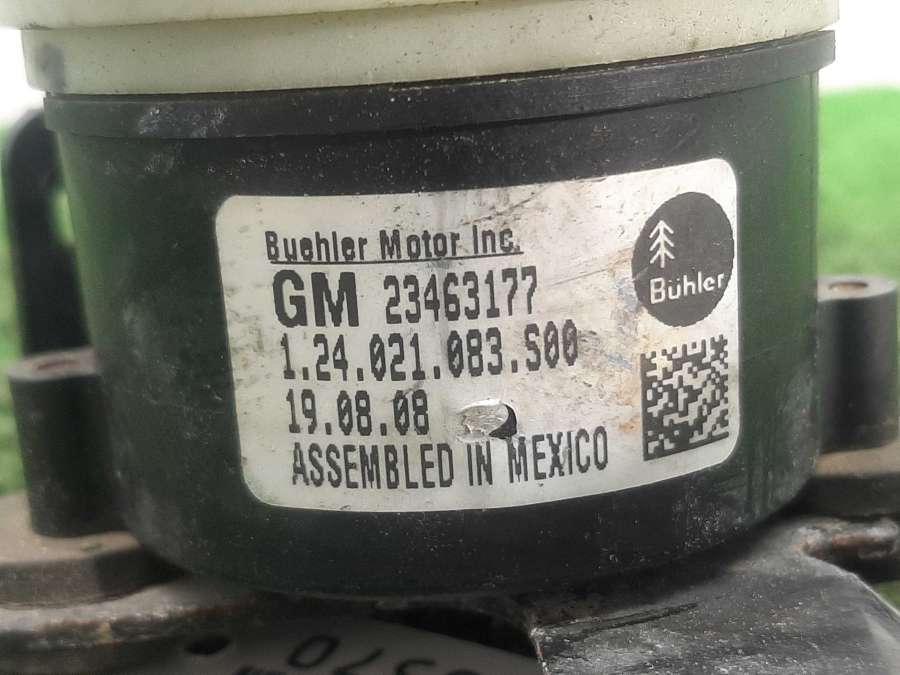 Buehler Motor Inc.
GM 23463177
Bühler
1.24.021.083.S00
19.08.08
ASSEMBLED IN MEXICO